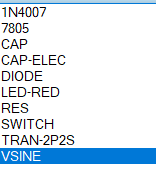 1N4007
7805
CAP
CAP-ELEC
DIODE
LED-RED
RES
SWITCH
TRAN-2P2S
VSINE